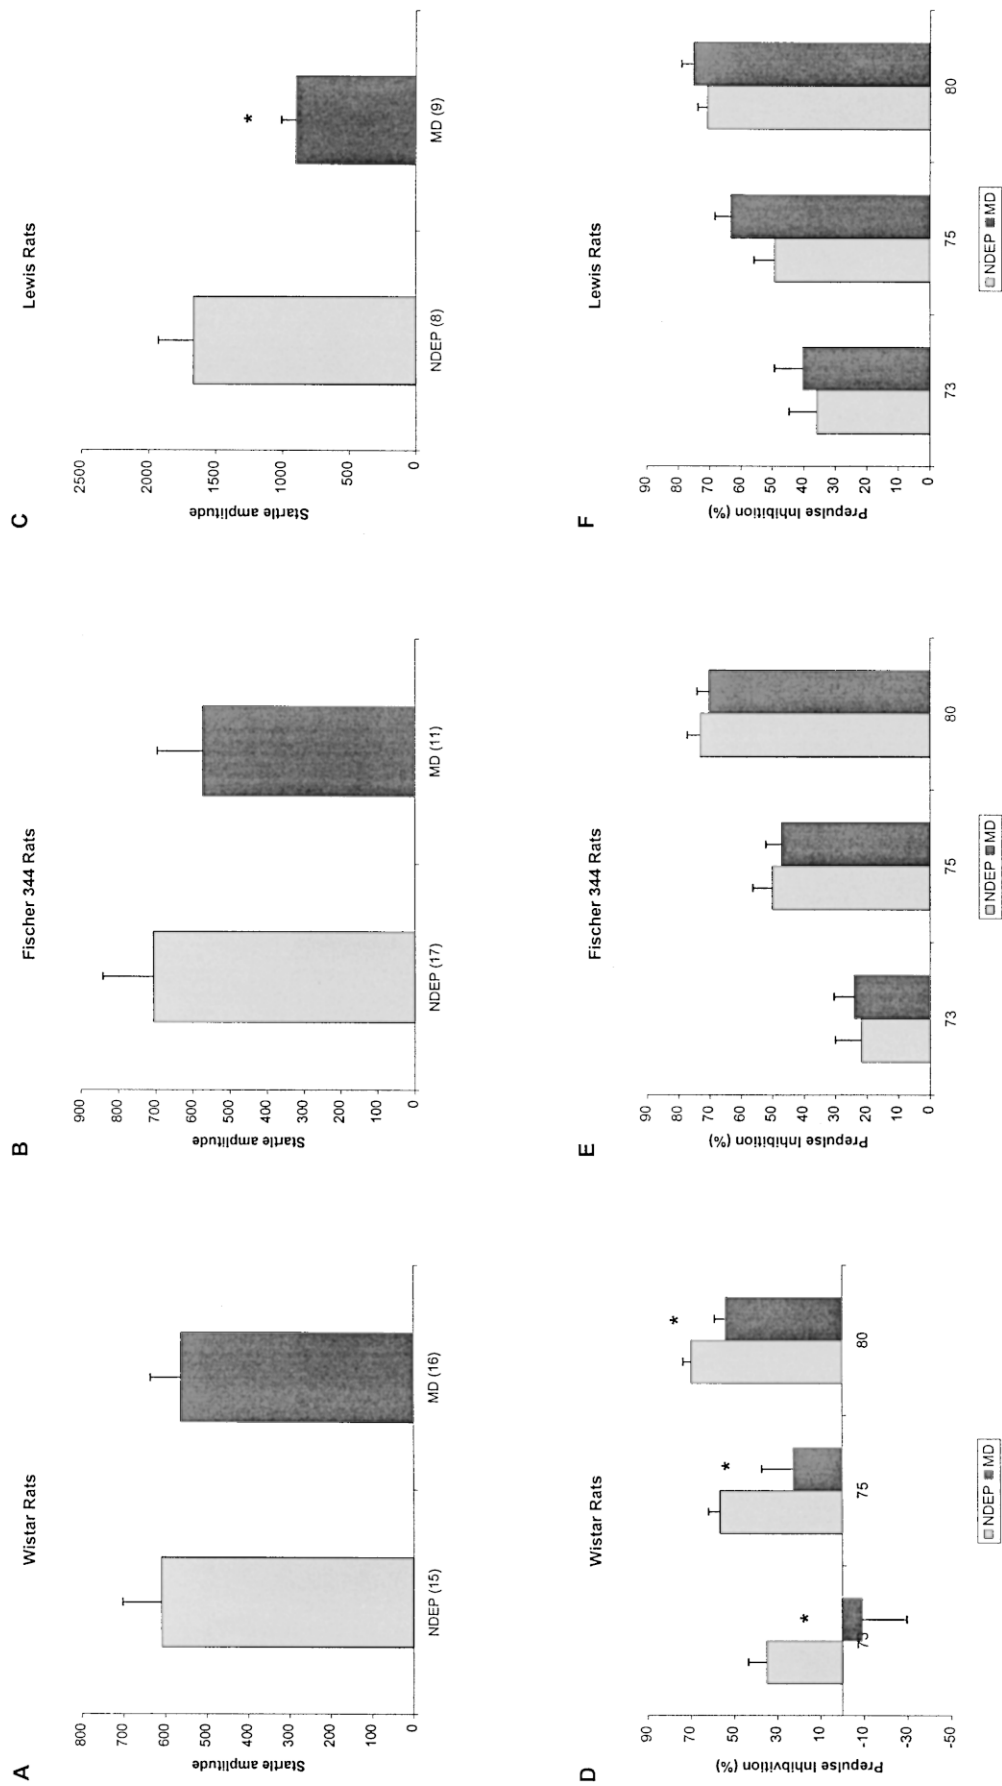 A
Wistar Rats
Startle amplitude
800
700
600
500
400
300
200
100
0
NDEP (15)
MD (16)
B
Fischer 344 Rats
Startle amplitude
900
800
700
600
500
400
300
200
100
0
NDEP (17)
MD (11)
C
Lewis Rats
Startle amplitude
2500
2000
1500
1000
500
0
*
NDEP (8)
MD (9)
D
Wistar Rats
Prepulse Inhibvition (%)
90
70
50
30
10
-10
-30
-50
*
*
*
73
75
80
NDEP MD
E
Fischer 344 Rats
Prepulse Inhibition (%)
90
80
70
60
50
40
30
20
10
0
73
75
80
NDEP MD
F
Lewis Rats
Prepulse Inhibition (%)
90
80
70
60
50
40
30
20
10
0
73
75
80
NDEP MD